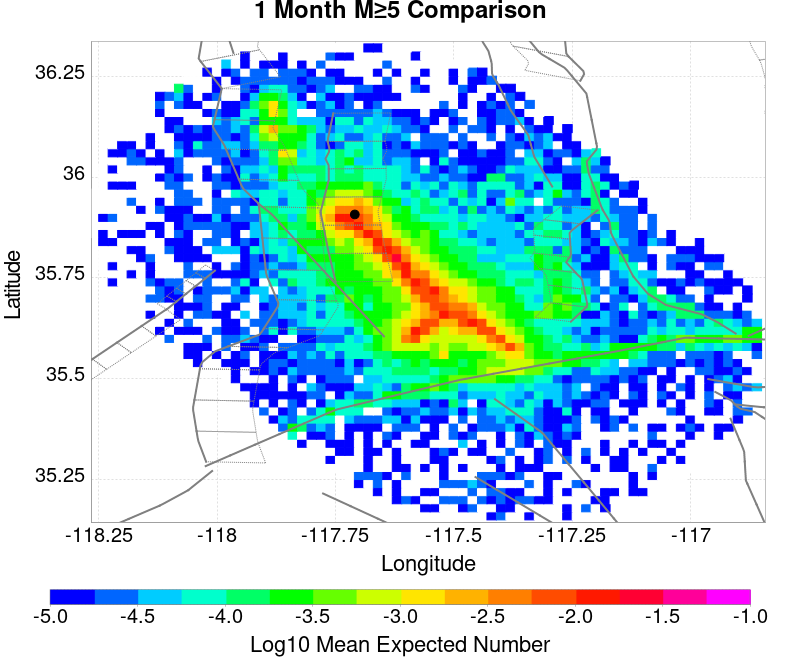 1 Month M≥5 Comparison
36.25
36
35.75
35.5
35.25
Latitude
-118.25 -118 -117.75 -117.5 -117.25 -117
Longitude
-5.0 -4.5 -4.0 -3.5 -3.0 -2.5 -2.0 -1.5 -1.0
Log10 Mean Expected Number